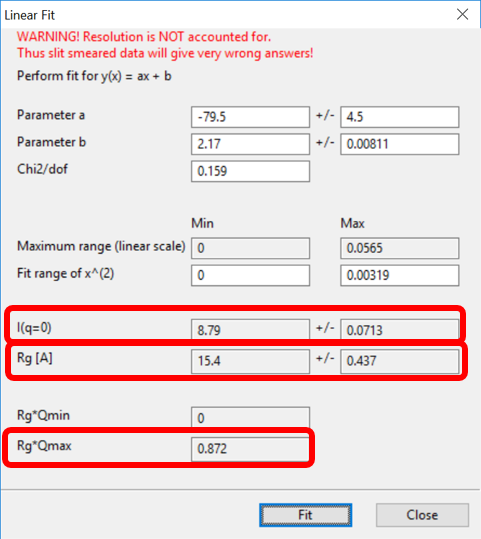 Linear Fit
WARNING! Resolution is NOT accounted for.
Thus slit smeared data will give very wrong answers!
Perform fit for y(x) = ax + b
Parameter a -79.5 +/- 4.5
Parameter b 2.17 +/- 0.00811
Chi2/dof 0.159
Min Max
Maximum range (linear scale) 0 0.0565
Fit range of x^(2) 0 0.00319
I(q=0) 8.79 +/- 0.0713
Rg [A] 15.4 +/- 0.437
Rg*Qmin 0
Rg*Qmax 0.872
Fit Close